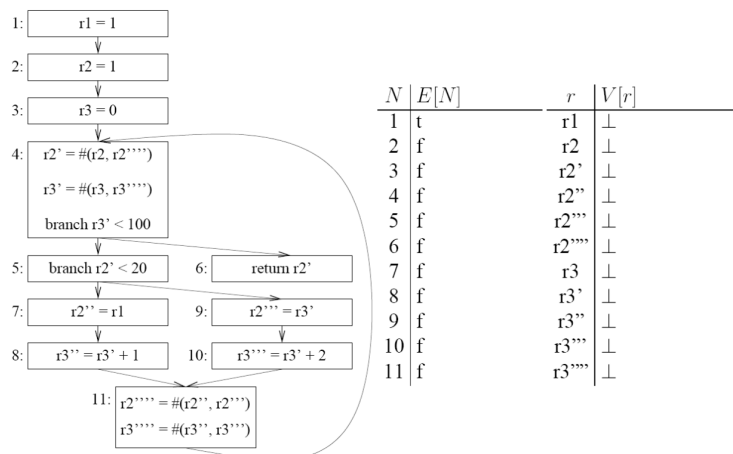 1: r1 = 1
2: r2 = 1
3: r3 = 0
4: r2’ = #(r2, r2’’’’)
r3’ = #(r3, r3’’’’)
branch r3’ < 100
5: branch r2’ < 20
6: return r2’
7: r2’’ = r1
9: r2’’’ = r3’
8: r3’’ = r3’ + 1
10: r3’’’ = r3’ + 2
11: r2’’’’ = #(r2’’, r2’’’)
r3’’’’ = #(r3’’, r3’’’)
N E[N] r V[r]
1 t r1 ⊥
2 f r2 ⊥
3 f r2’ ⊥
4 f r2’’ ⊥
5 f r2’’’ ⊥
6 f r2’’’’ ⊥
7 f r3 ⊥
8 f r3’ ⊥
9 f r3’’ ⊥
10 f r3’’’ ⊥
11 f r3’’’’ ⊥